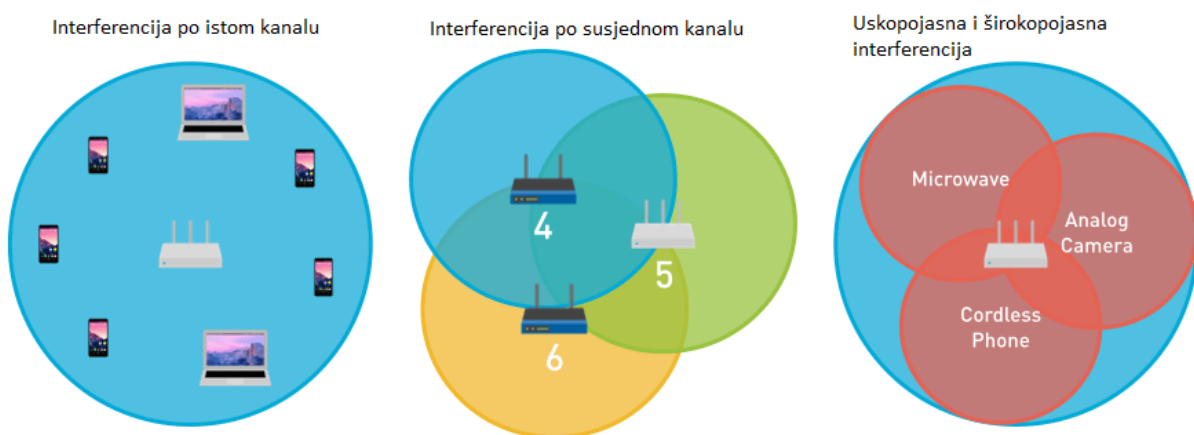 Interferencija po istom kanalu
Interferencija po susjednom kanalu
Uskopojasna i širokopojasna
interferencija
4
5
6
Microwave
Analog
Camera
Cordless
Phone